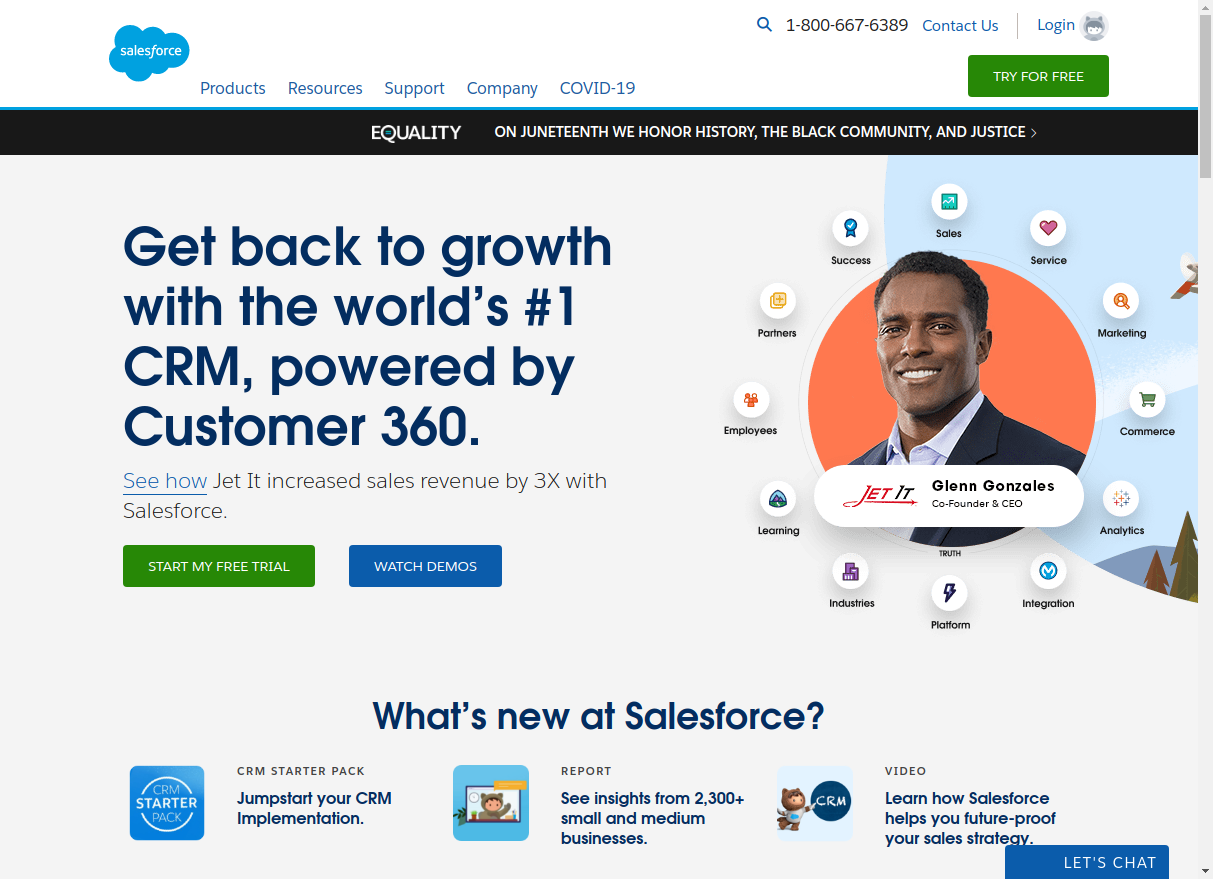 1-800-667-6389 Contact Us Login
salesforce
Products Resources Support Company COVID-19
TRY FOR FREE
EQUALITY ON JUNETEENTH WE HONOR HISTORY, THE BLACK COMMUNITY, AND JUSTICE >
Get back to growth
with the world's #1
CRM, powered by
Customer 360.
See how Jet It increased sales revenue by 3X with
Salesforce.
START MY FREE TRIAL WATCH DEMOS
Sales
Success
Service
Partners
Marketing
Employees
Commerce
JET IT
Glenn Gonzales
Co-Founder & CEO
Learning
Analytics
TRUTH
Industries
Integration
Platform
What's new at Salesforce?
CRM
STARTER
PACK
CRM STARTER PACK
Jumpstart your CRM
Implementation.
REPORT
See insights from 2,300+
small and medium
businesses.
CRM
VIDEO
Learn how Salesforce
helps you future-proof
your sales strategy.
LET'S CHAT